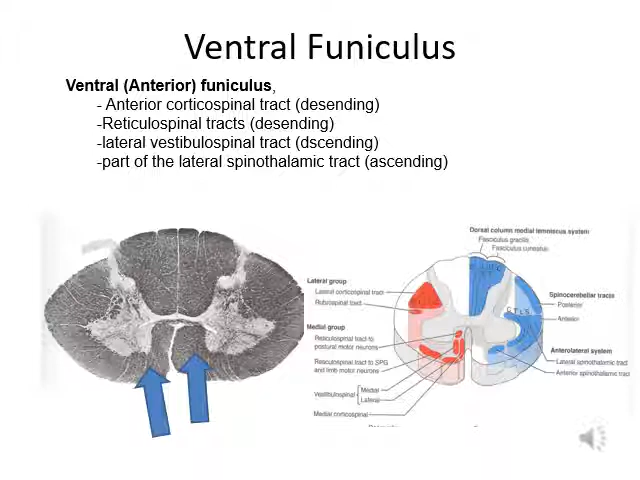 Ventral Funiculus
Ventral (Anterior) funiculus,
- Anterior corticospinal tract (desending)
-Reticulospinal tracts (desending)
-lateral vestibulospinal tract (dscending)
-part of the lateral spinothalamic tract (ascending)
Dorsal column medial lemniscus system
Fasciculus gracilis
Fasciculus cuneatus
Lateral group
Lateral corticospinal tract
Rubrospinal tract
Medial group
Reticulospinal tract to
postural motor neurons
Reticulospinal tract to SPG
and limb motor neurons
Vestibulospinal
Medial
Lateral
Medial corticospinal
Spinocerebellar tracts
Posterior
Anterior
Anterolateral system
Lateral spinothalamic tract
Anterior spinothalamic tract
C T L S